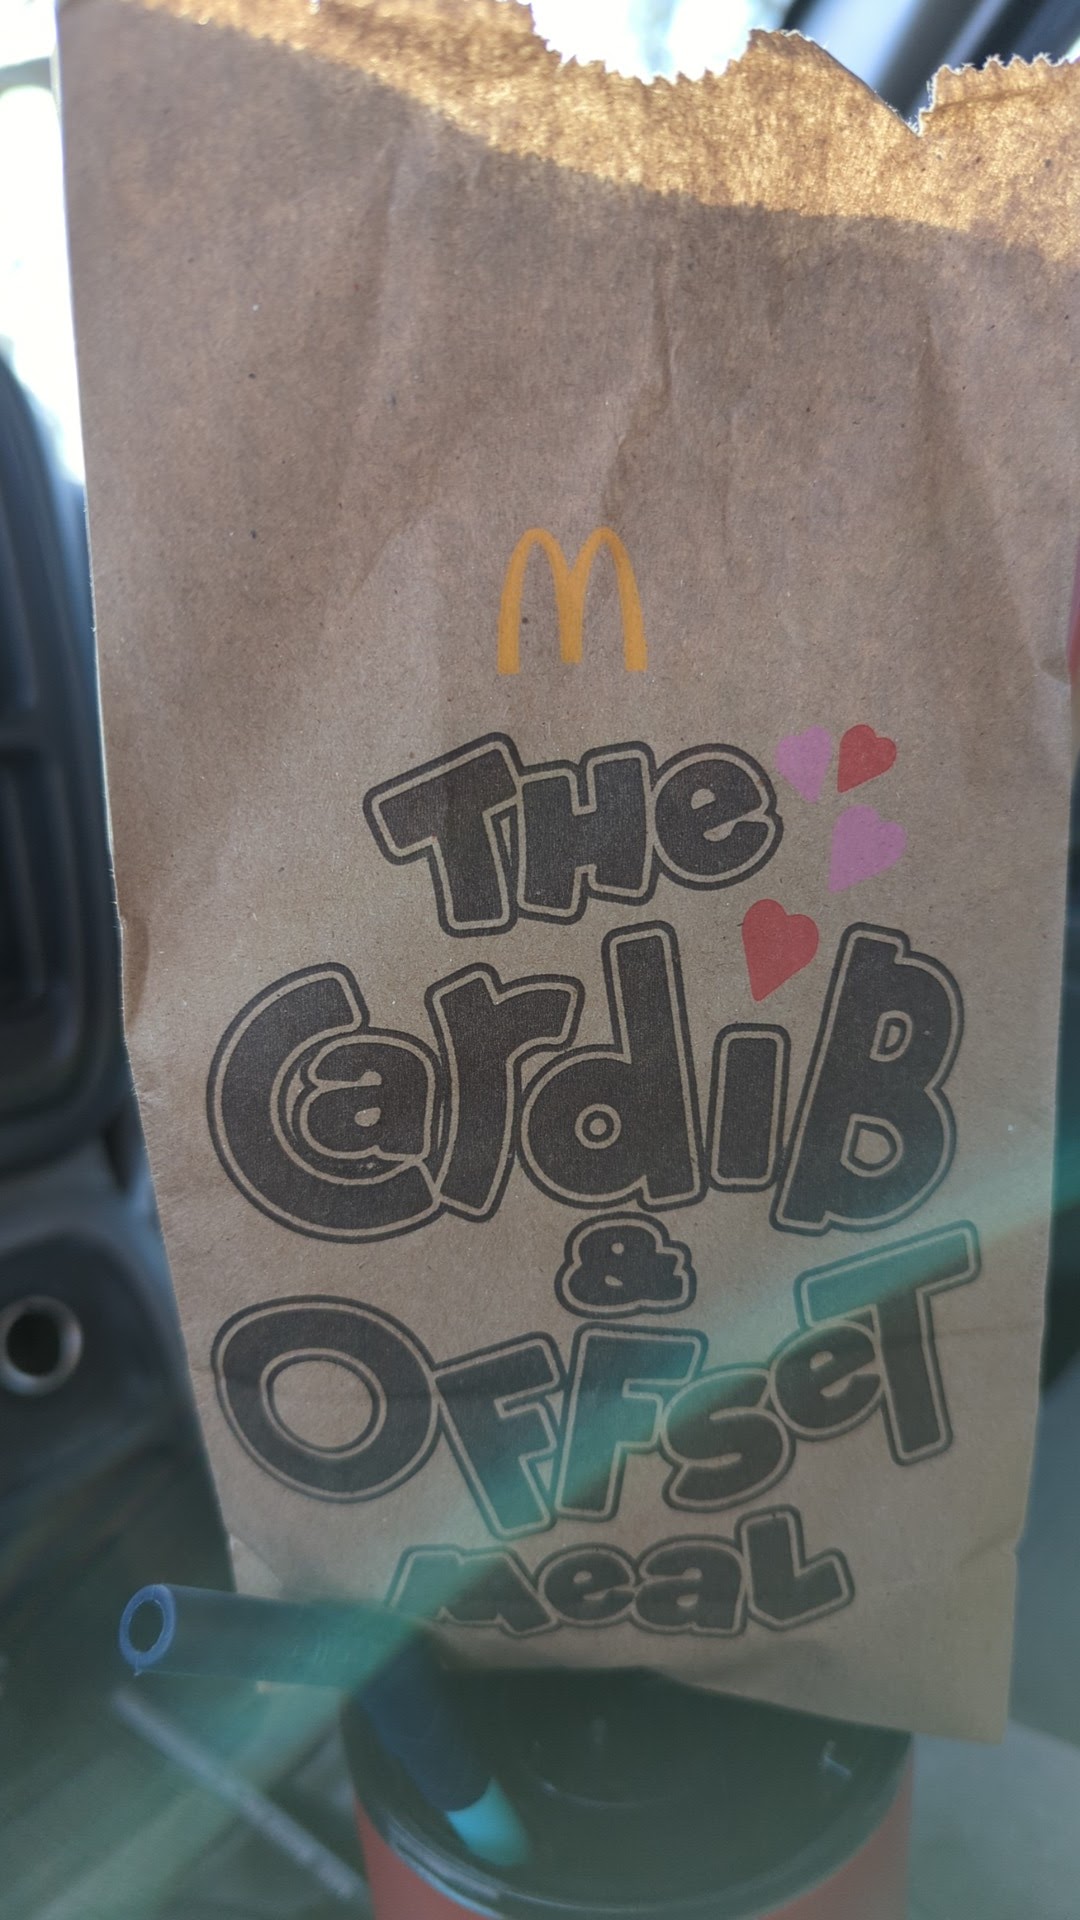 THe
CardiB
&
OFFseT
meaL